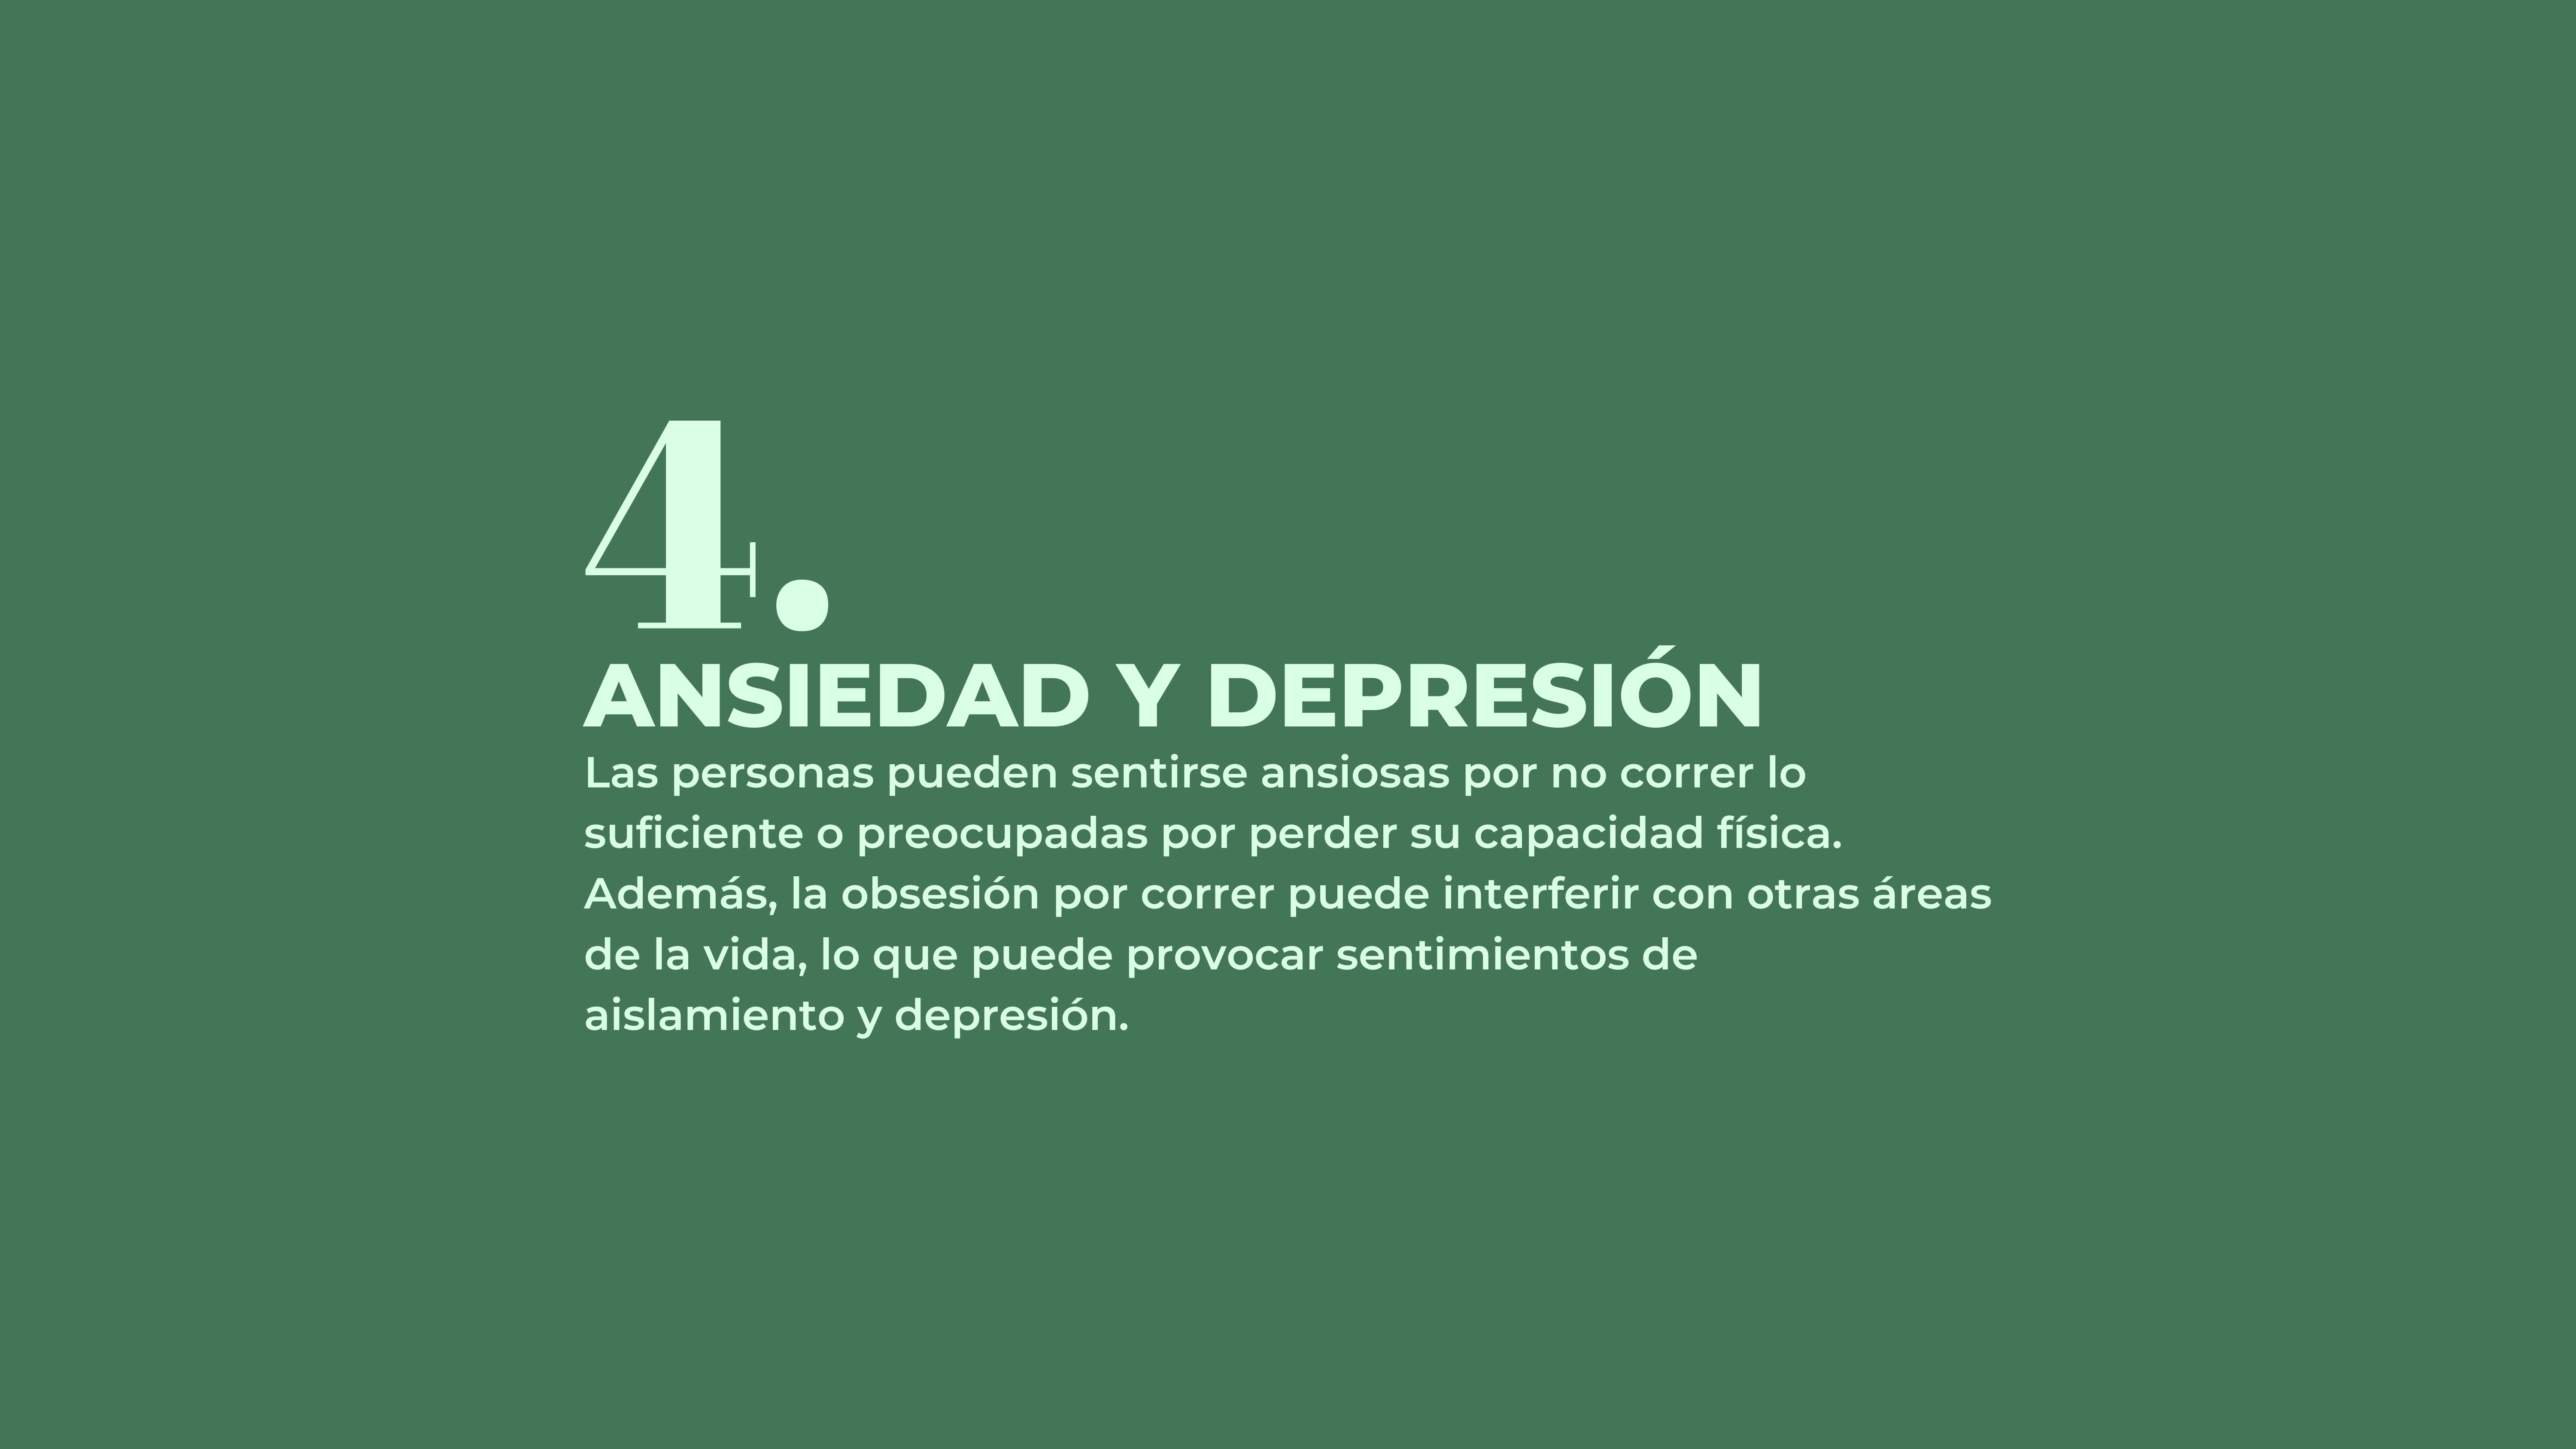 4.
ANSIEDAD Y DEPRESIÓN
Las personas pueden sentirse ansiosas por no correr lo
suficiente o preocupadas por perder su capacidad física.
Además, la obsesión por correr puede interferir con otras áreas
de la vida, lo que puede provocar sentimientos de
aislamiento y depresión.